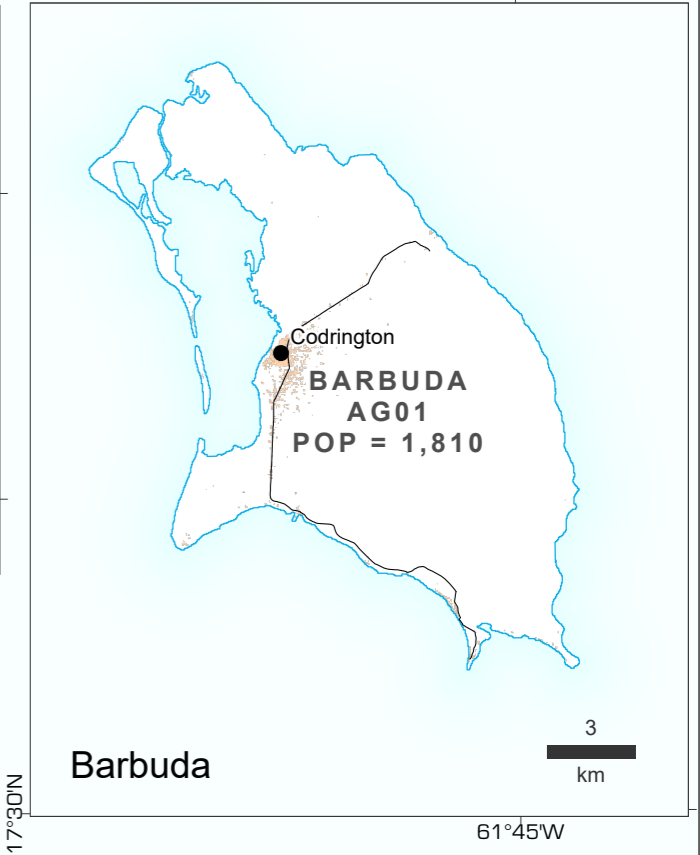 Codrington
BARBUDA
AG01
POP = 1,810
3
km
Barbuda
17°30'N
61°45'W